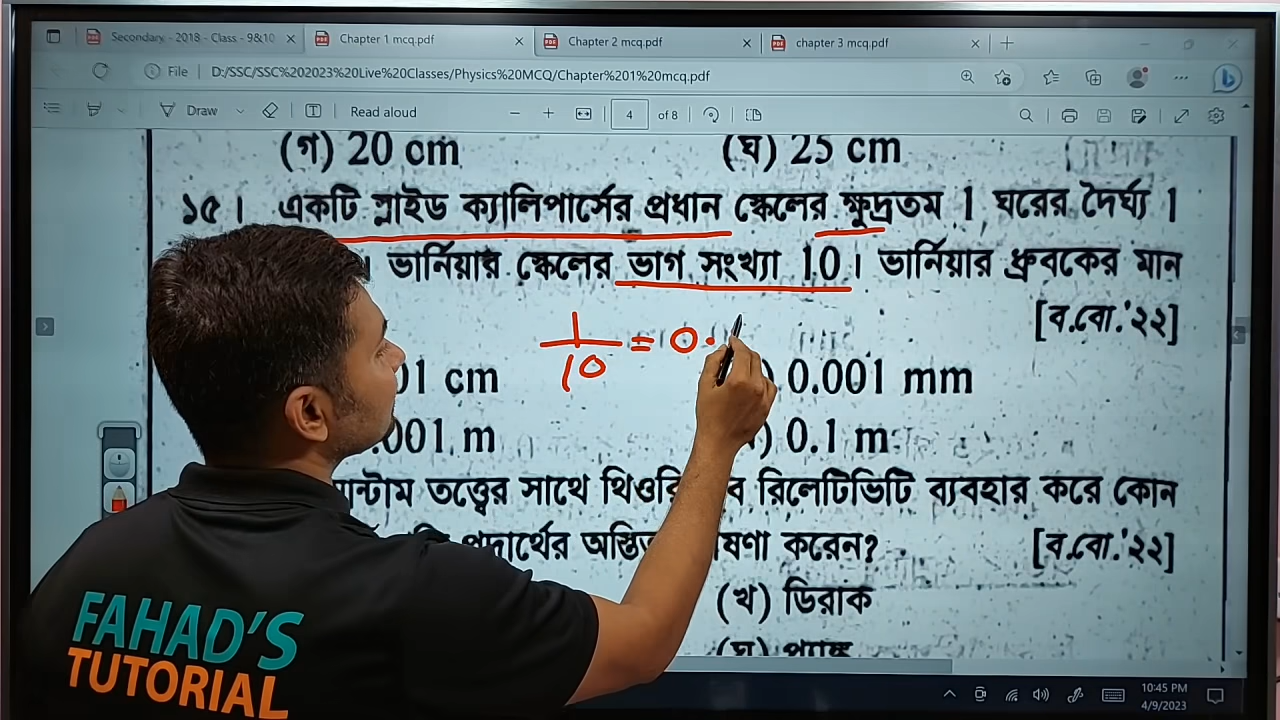 Secondary - 2018 - Class - 9&10
Chapter 1 mcq.pdf
Chapter 2 mcq.pdf
chapter 3 mcq.pdf
File
D:/SSC/SSC%202023%20Live%20Classes/Physics%20MCQ/Chapter%201%20mcq.pdf
Draw
Read aloud
4 of 8
(গ) 20 cm (ঘ) 25 cm
১৫। একটি স্লাইড ক্যালিপার্সের প্রধান স্কেলের ক্ষুদ্রতম 1 ঘরের দৈর্ঘ্য 1
। ভার্নিয়ার স্কেলের ভাগ সংখ্যা 10। ভার্নিয়ার ধ্রুবকের মান
[ব.বো.'২২]
1/10 = 0.
01 cm 0.001 mm
.001 m ) 0.1 m
তত্ত্বের সাথে থিওরি রিলেটিভিটি ব্যবহার করে কোন
পদার্থের করেন? [ব.বো.'২২]
(খ) ডিরাক
(ঘ) প্ল্যাঙ্ক
FAHAD'S
TUTORIAL
10:45 PM
4/9/2023